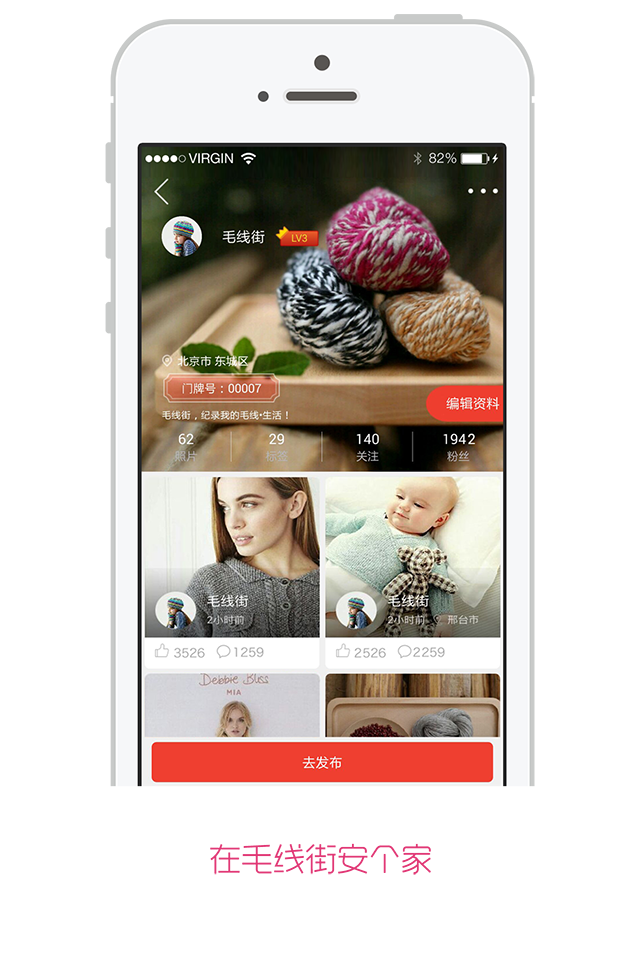 VIRGIN 82%
毛线街 LV3
北京市 东城区
门牌号：00007
编辑资料
毛线街，纪录我的毛线•生活！
62 29 140 1942
照片 标签 关注 粉丝
毛线街
2小时前
3526 1259
毛线街
2小时前 邢台市
2526 2259
Debbie Bliss
MIA
去发布
在毛线街安个家